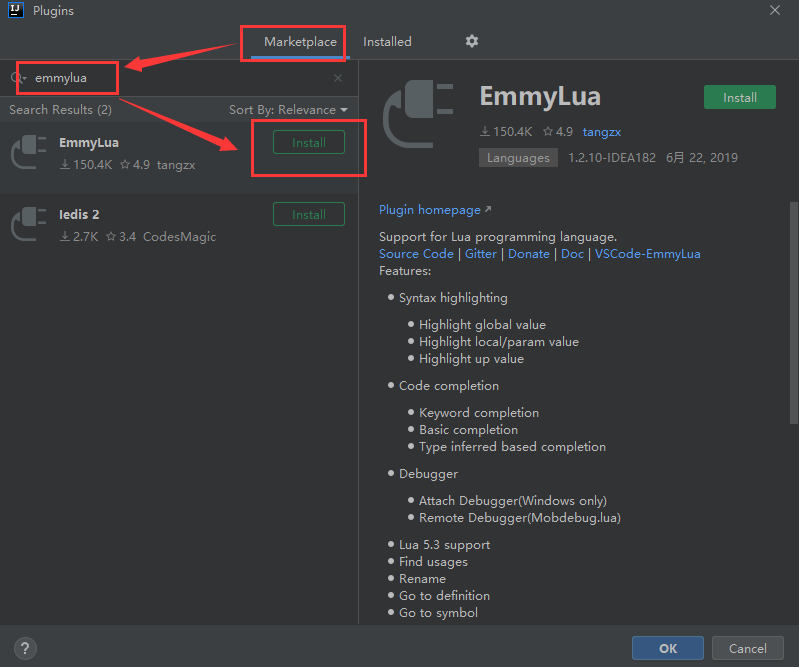 IJ Plugins
Marketplace Installed
emmylua
Search Results (2) Sort By: Relevance
EmmyLua
150.4K 4.9 tangzx
Install
Iedis 2
2.7K 3.4 CodesMagic
Install
EmmyLua
Install
150.4K 4.9 tangzx
Languages 1.2.10-IDEA182 6月 22, 2019
Plugin homepage
Support for Lua programming language.
Source Code | Gitter | Donate | Doc | VSCode-EmmyLua
Features:
Syntax highlighting
Highlight global value
Highlight local/param value
Highlight up value
Code completion
Keyword completion
Basic completion
Type inferred based completion
Debugger
Attach Debugger(Windows only)
Remote Debugger(Mobdebug.lua)
Lua 5.3 support
Find usages
Rename
Go to definition
Go to symbol
? OK Cancel